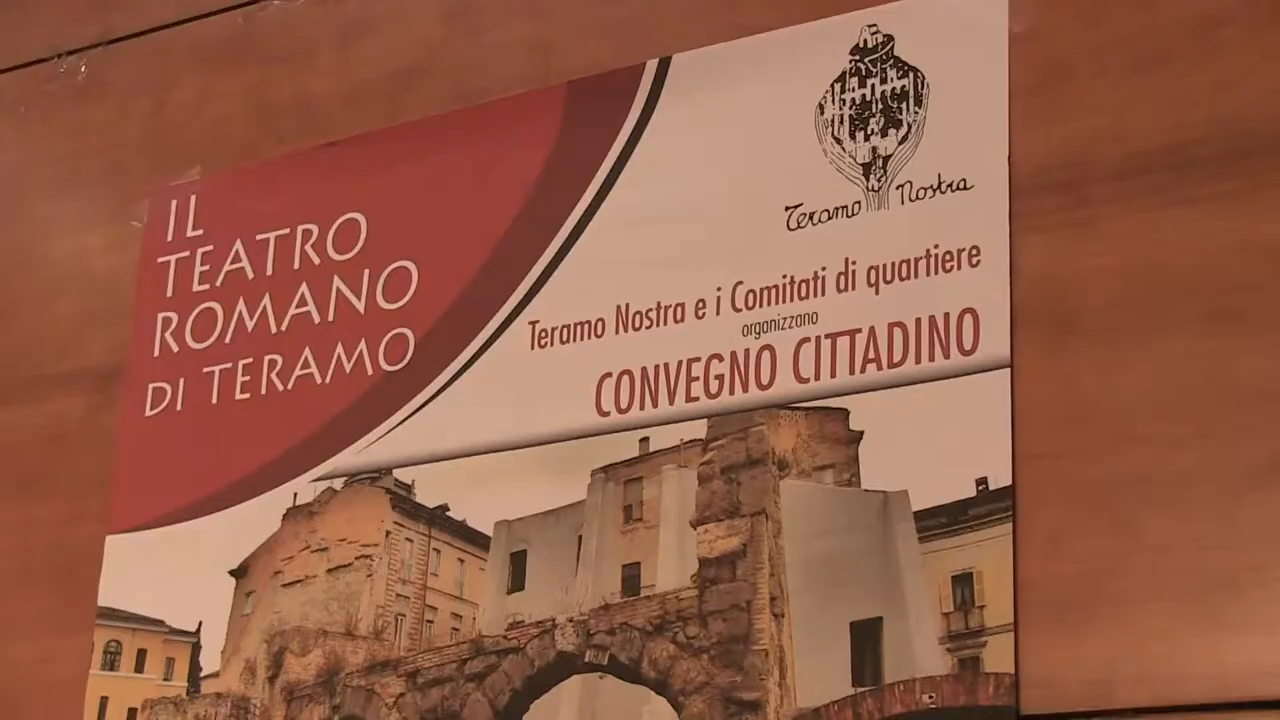 IL
TEATRO
ROMANO
DI TERAMO
Teramo Nostra
Teramo Nostra e i Comitati di quartiere
organizzano
CONVEGNO CITTADINO